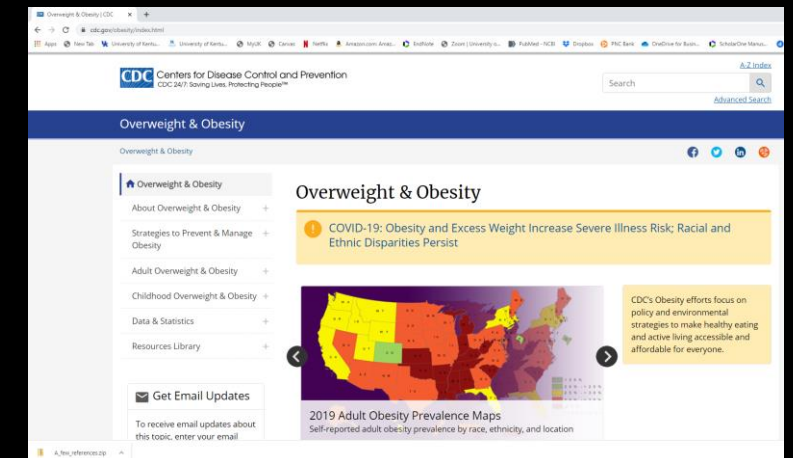 Overweight & Obesity | CDC
cdc.gov/obesity/index.html
Apps New Tab University of Kentu... University of Kentu... MyUK Canvas Netflix Amazon.com: Amaz... EndNote Zoom | University o... PubMed - NCBI Dropbox PNC Bank OneDrive for Busin... ScholarOne Manus...
A-Z Index
CDC Centers for Disease Control and Prevention
CDC 24/7: Saving Lives, Protecting People™
Search
Advanced Search
Overweight & Obesity
Overweight & Obesity
Overweight & Obesity
About Overweight & Obesity +
Strategies to Prevent & Manage +
Obesity
Adult Overweight & Obesity +
Childhood Overweight & Obesity +
Data & Statistics +
Resources Library +
Get Email Updates
To receive email updates about
this topic, enter your email
Overweight & Obesity
COVID-19: Obesity and Excess Weight Increase Severe Illness Risk; Racial and
Ethnic Disparities Persist
2019 Adult Obesity Prevalence Maps
Self-reported adult obesity prevalence by race, ethnicity, and location
CDC's Obesity efforts focus on
policy and environmental
strategies to make healthy eating
and active living accessible and
affordable for everyone.
A_few_references.zip